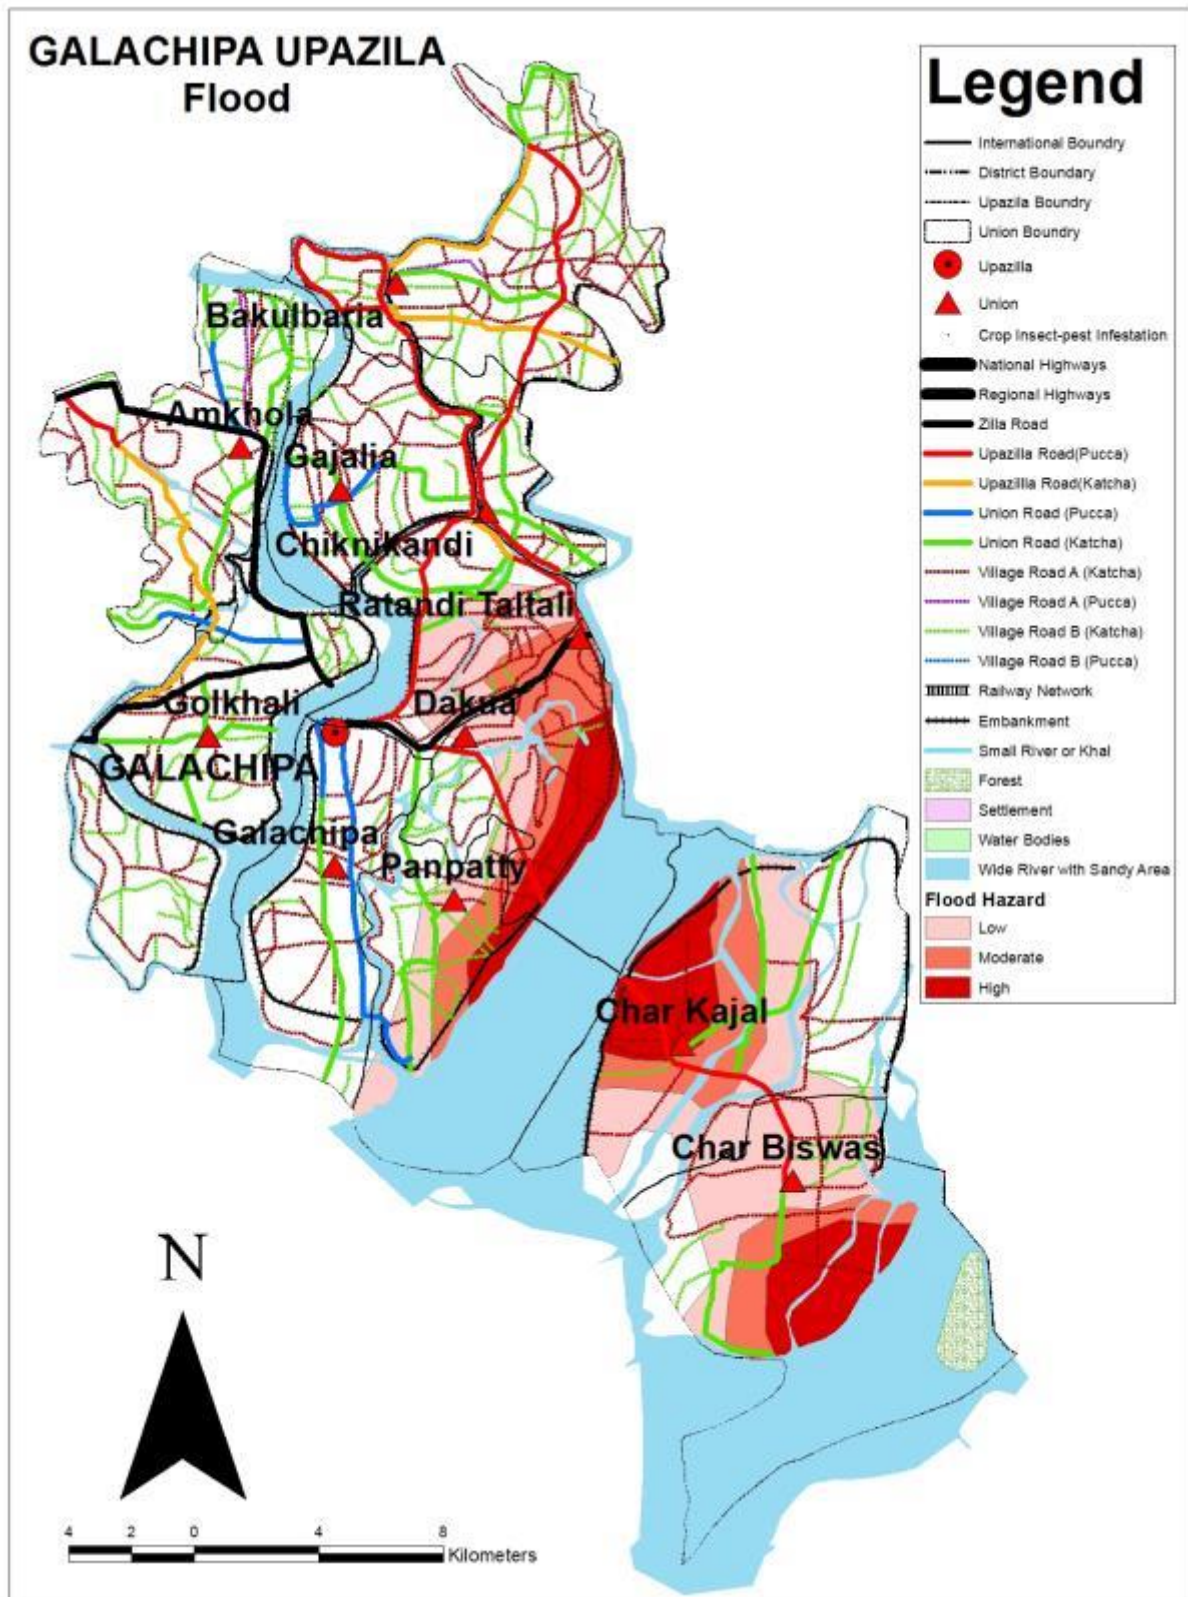 GALACHIPA UPAZILA
Flood
Bakulbaria
Amkhola
Gajalia
Chiknikandi
Ratandi Taltali
Golkhali
Dakua
GALACHIPA
Galachipa
Panpatty
Char Kajal
Char Biswas
N
4 2 0 4 8
Kilometers
Legend
International Boundry
District Boundary
Upazila Boundry
Union Boundry
Upazilla
Union
Crop Insect-pest Infestation
National Highways
Regional Highways
Zilla Road
Upazilla Road(Pucca)
Upazillla Road(Katcha)
Union Road (Pucca)
Union Road (Katcha)
Village Road A (Katcha)
Village Road A (Pucca)
Village Road B (Katcha)
Village Road B (Pucca)
Railway Network
Embankment
Small River or Khal
Forest
Settlement
Water Bodies
Wide River with Sandy Area
Flood Hazard
Low
Moderate
High